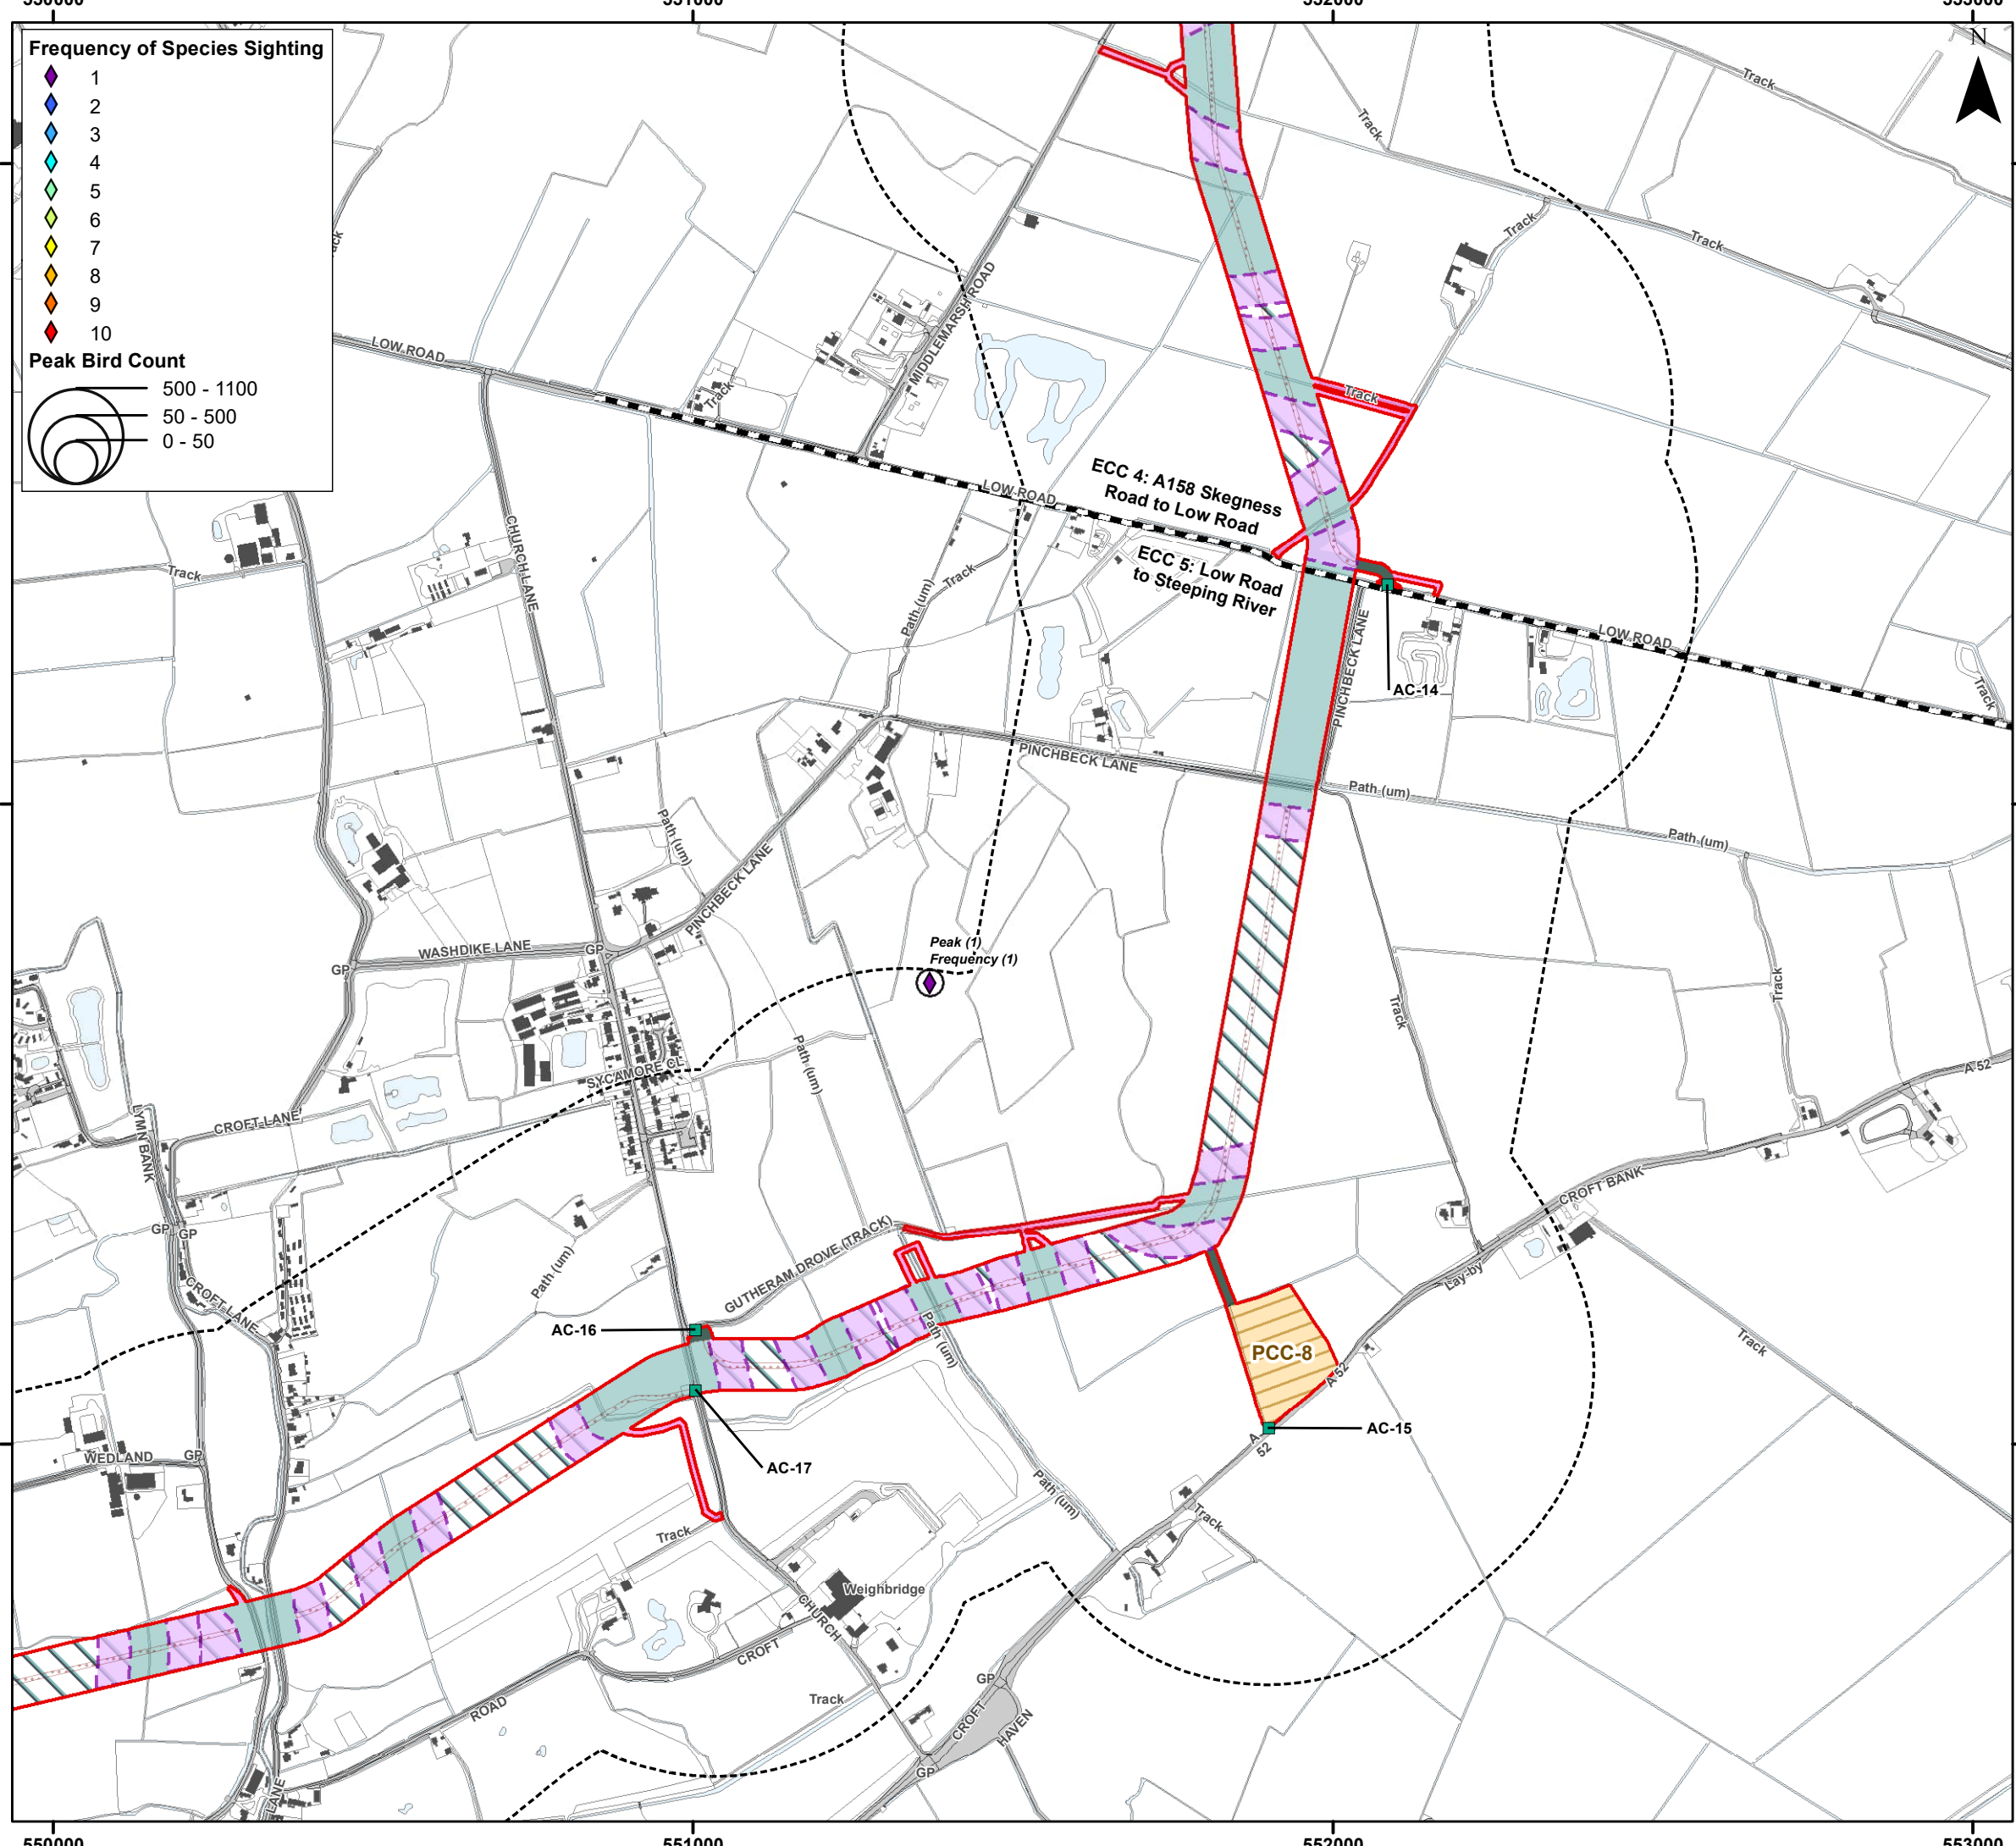 550000
551000
552000
553000
Frequency of Species Sighting
1
2
3
4
5
6
7
8
9
10
Peak Bird Count
500 - 1100
50 - 500
0 - 50
N
Track
Track
Track
Track
MIDDLEMARSH ROAD
LOW ROAD
Track
Track
LOW ROAD
ECC 4: A158 Skegness
Road to Low Road
ECC 5: Low Road
to Steeping River
CHURCH LANE
Track
Track
Path (um)
LOW ROAD
Track
AC-14
PINCHBECK LANE
PINCHBECK LANE
Path (um)
Path (um)
Path (um)
PINCHBECK LANE
WASHDIKE LANE
GP
GP
Peak (1)
Frequency (1)
Track
Track
Path (um)
SYCAMORE CL
A 52
CROFT LANE
LYMN BANK
CROFT BANK
GP
GP
GUTHERAM DROVE (TRACK)
Path (um)
CROFT LANE
Lay-by
AC-16
Path (um)
PCC-8
A 52
Track
AC-15
A
52
WEDLAND
GP
AC-17
Path (um)
Track
Track
Weighbridge
CHURCH
CROFT
ROAD
Track
GP
CROFT
HAVEN
GP
LANE
550000
551000
552000
553000